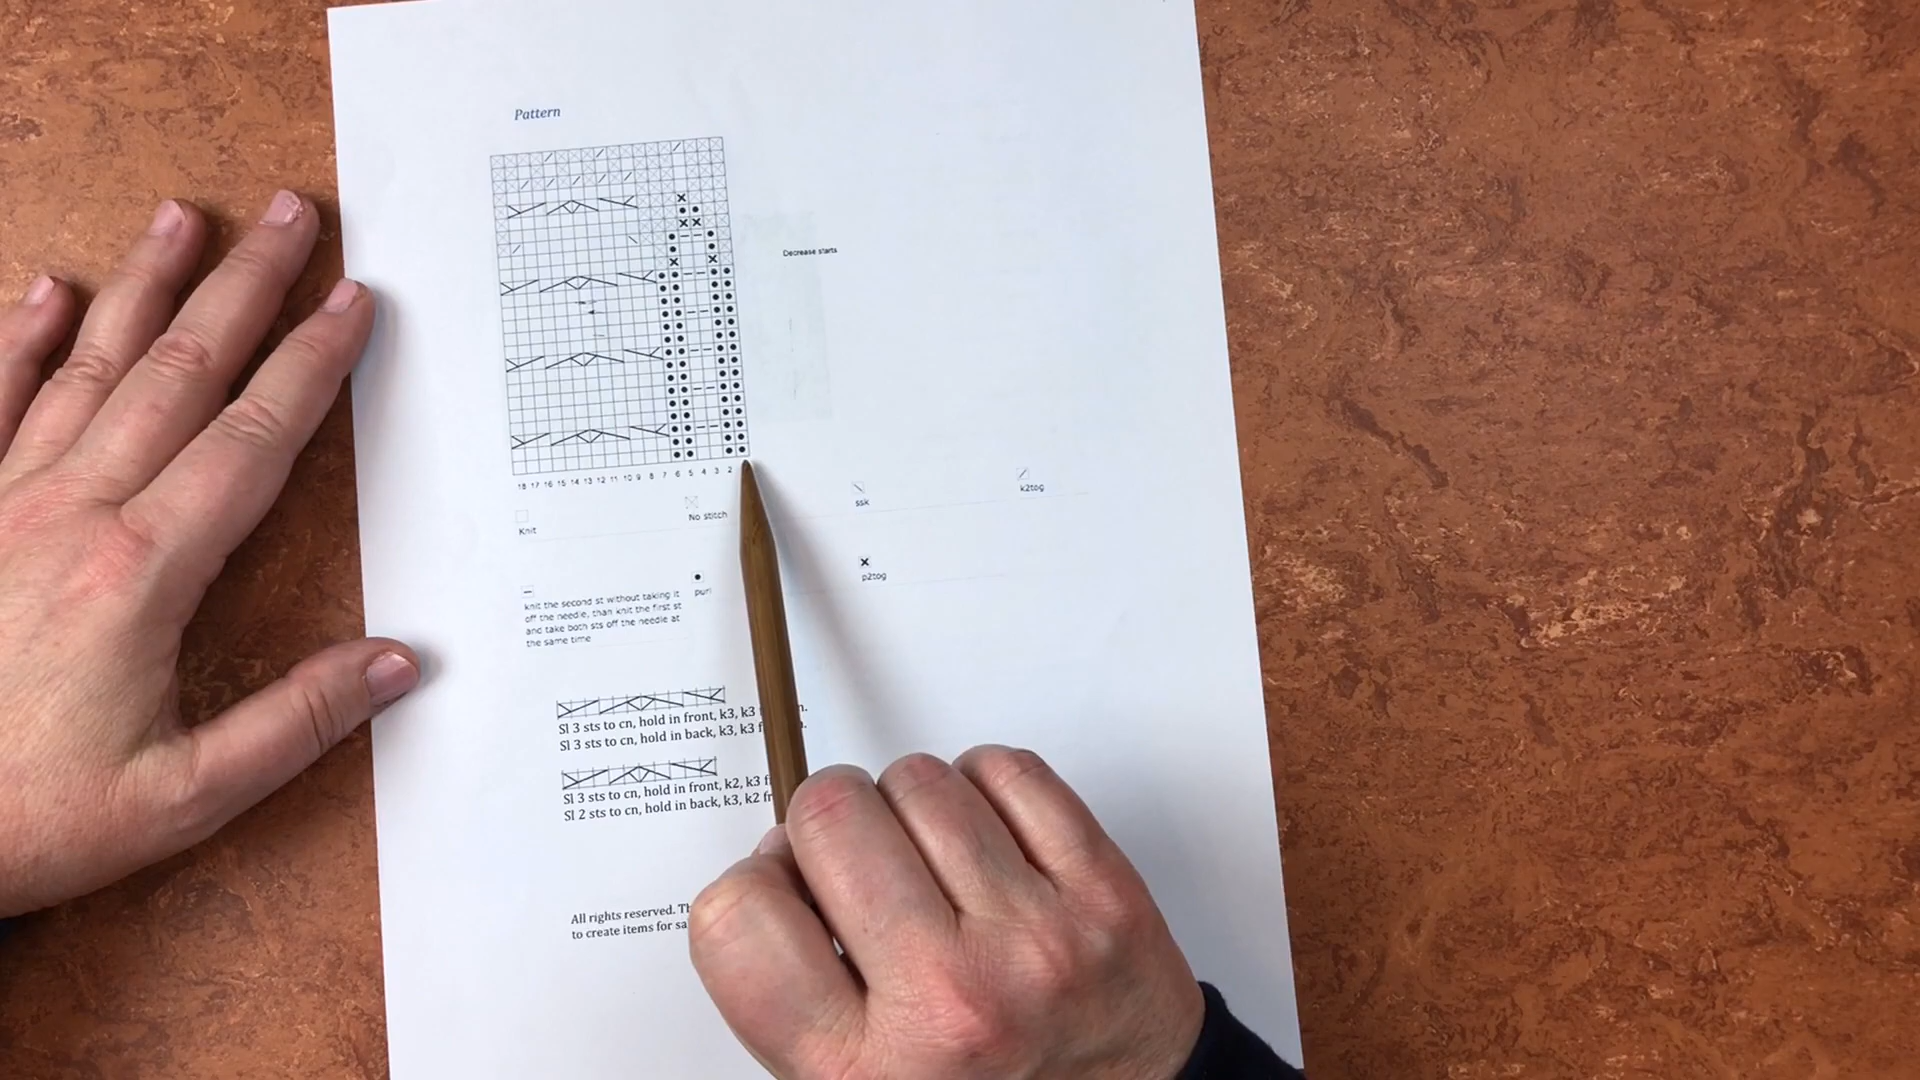 Pattern
Decrease starts
18 17 16 15 14 13 12 11 10 9 8 7 6 5 4 3 2
Knit
No stitch
ssk
k2tog
knit the second st without taking it
off the needle, than knit the first st
and take both sts off the needle at
the same time
purl
p2tog
Sl 3 sts to cn, hold in front, k3, k3
Sl 3 sts to cn, hold in back, k3, k3
Sl 3 sts to cn, hold in front, k2, k3
Sl 2 sts to cn, hold in back, k3, k2
All rights reserved.
to create items for